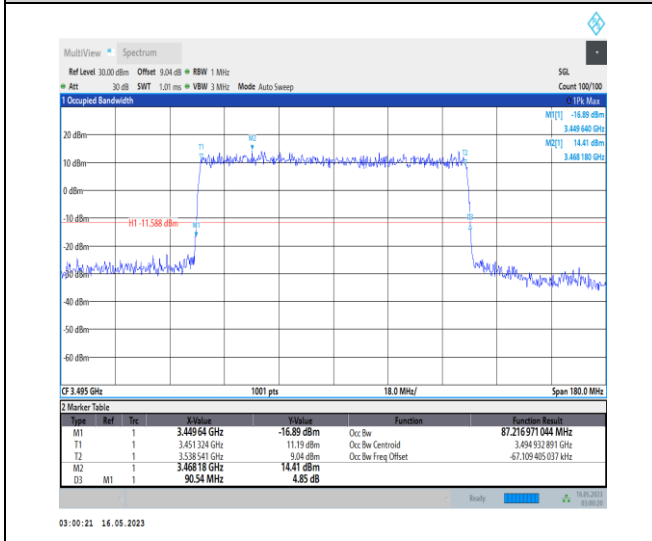 MultiView Spectrum
Ref Level 30.00 dBm Offset 9.04 dB RBW 1 MHz SGL
Att 30 dB SWT 1.01 ms VBW 3 MHz Mode Auto Sweep Count 100/100
1 Occupied Bandwidth 1Pk Max
M1[1] -16.89 dBm
3.449 640 GHz
M2[1] 14.41 dBm
3.468 180 GHz
20 dBm
M2
T1
T2
10 dBm
0 dBm
-10 dBm
H1 -11.588 dBm
M1
D3
-20 dBm
-30 dBm
-40 dBm
-50 dBm
-60 dBm
CF 3.495 GHz 1001 pts 18.0 MHz/ Span 180.0 MHz
2 Marker Table
Type Ref Trc X-Value Y-Value Function Function Result
M1 1 3.449 64 GHz -16.89 dBm Occ Bw 87.216 971 044 MHz
T1 1 3.451 324 GHz 11.19 dBm Occ Bw Centroid 3.494 932 891 GHz
T2 1 3.538 541 GHz 9.04 dBm Occ Bw Freq Offset -67.109 405 037 kHz
M2 1 3.468 18 GHz 14.41 dBm
D3 M1 1 90.54 MHz 4.85 dB
Ready 16.05.2023
03:00:20
03:00:21 16.05.2023